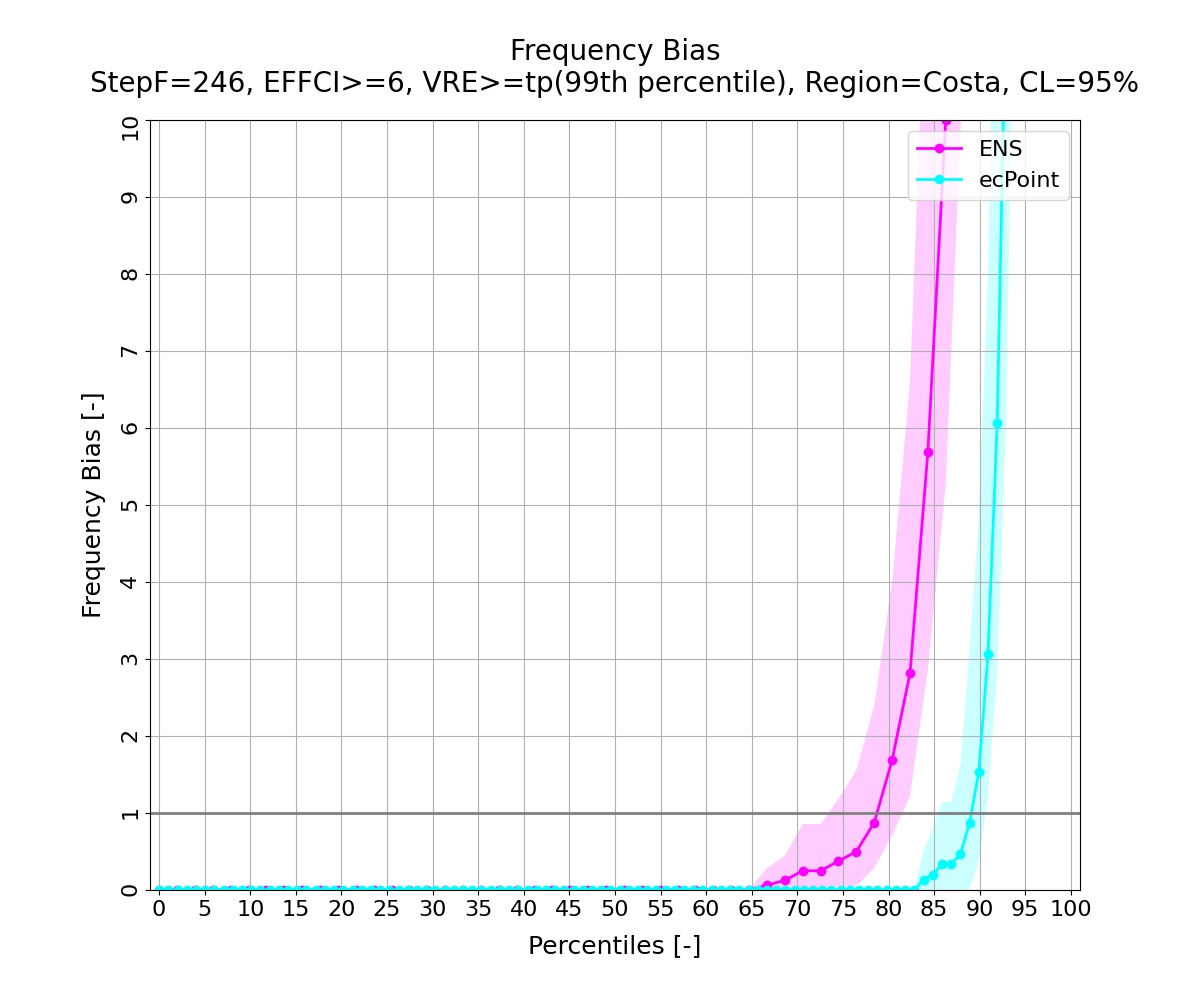 Frequency Bias
StepF=246, EFFCI>=6, VRE>=tp(99th percentile), Region=Costa, CL=95%
10
9
8
7
6
5
4
3
2
1
0
Frequency Bias [-]
ENS
ecPoint
0 5 10 15 20 25 30 35 40 45 50 55 60 65 70 75 80 85 90 95 100
Percentiles [-]